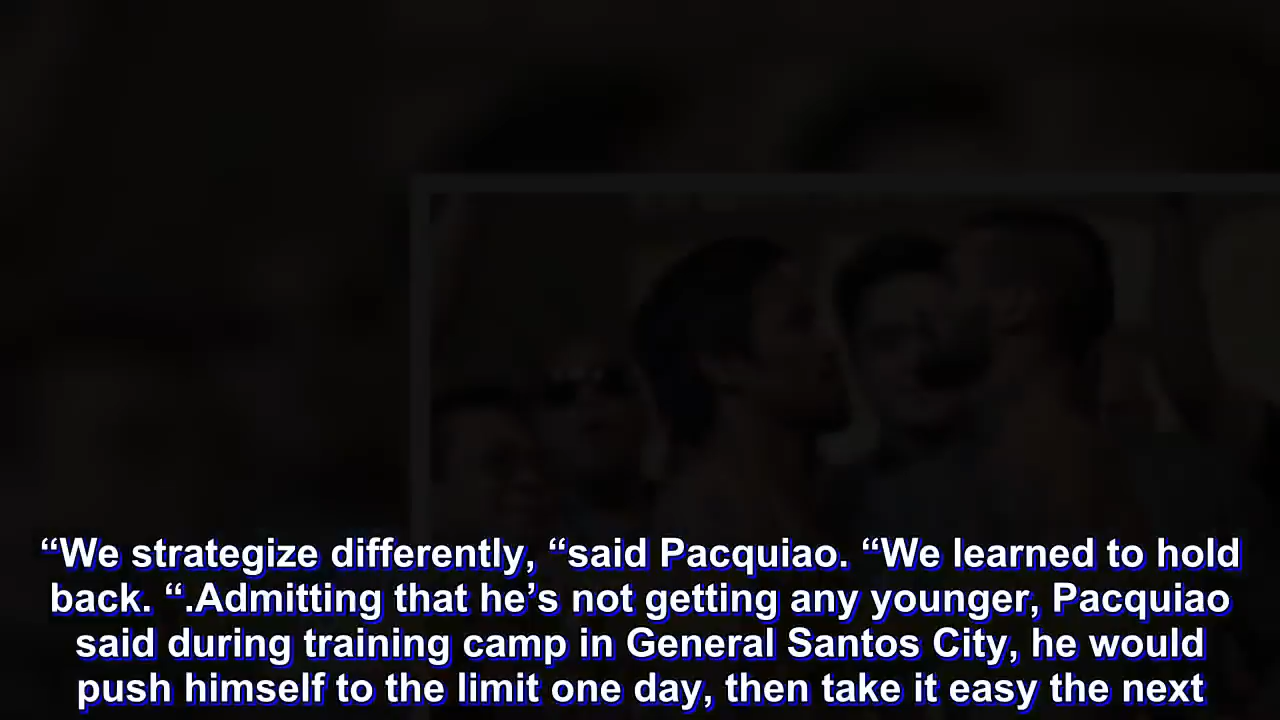 “We strategize differently, “said Pacquiao. “We learned to hold
back. “.Admitting that he’s not getting any younger, Pacquiao
said during training camp in General Santos City, he would
push himself to the limit one day, then take it easy the next